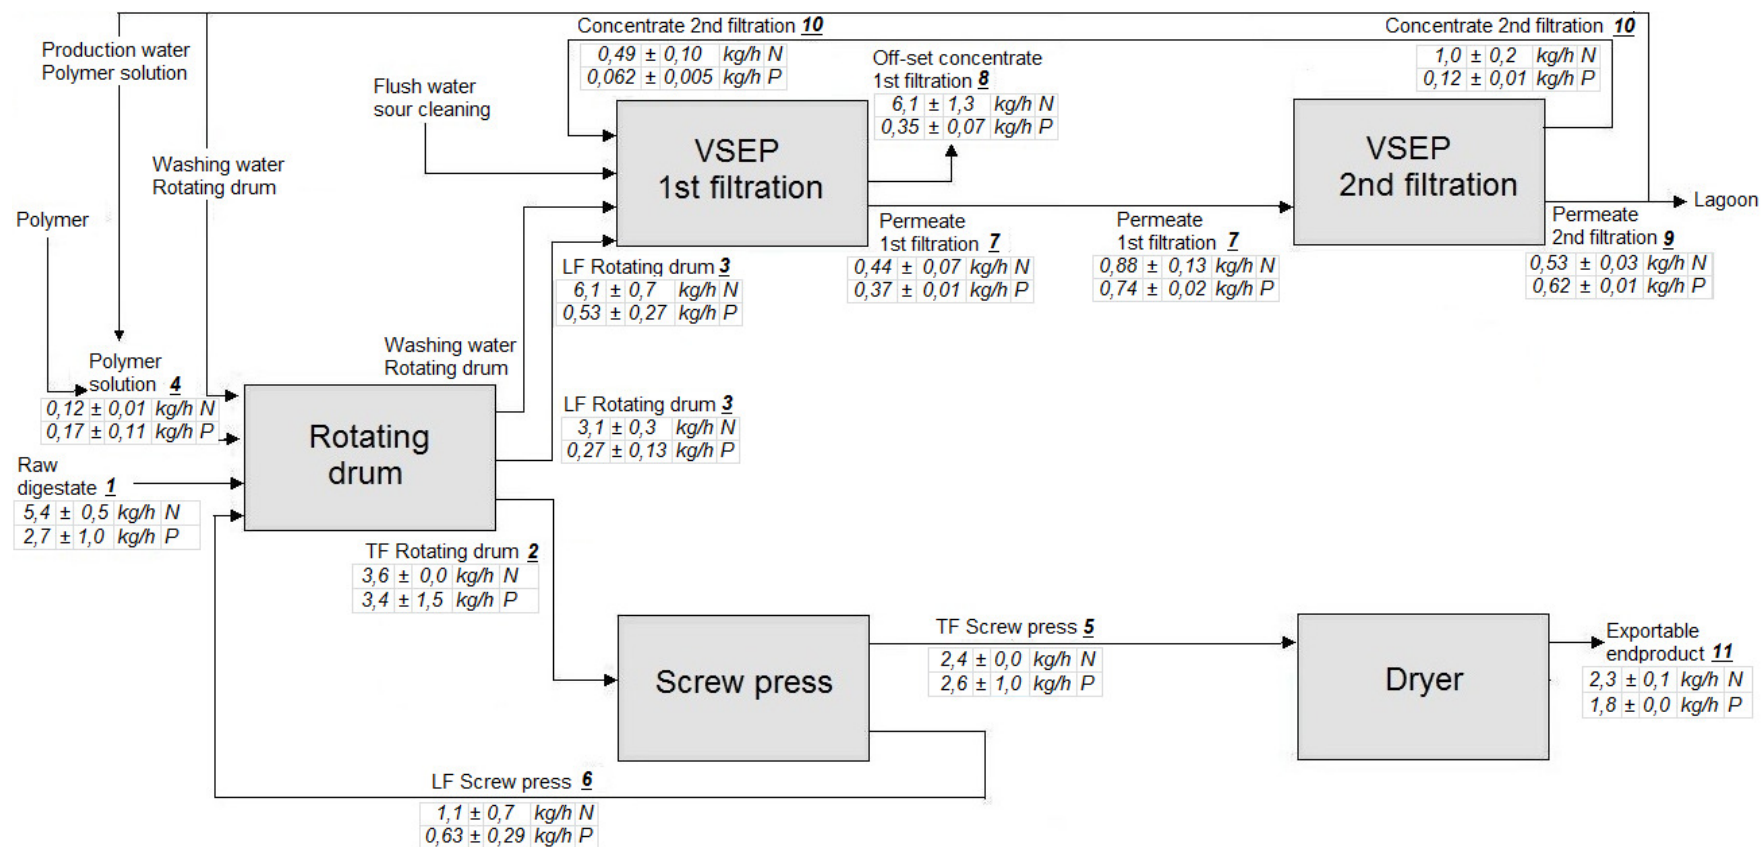 Concentrate 2nd filtration 10
0,49 ± 0,10 kg/h N
0,062 ± 0,005 kg/h P
Concentrate 2nd filtration 10
1,0 ± 0,2 kg/h N
0,12 ± 0,01 kg/h P
Production water
Polymer solution
Off-set concentrate
1st filtration 8
6,1 ± 1,3 kg/h N
0,35 ± 0,07 kg/h P
Flush water
sour cleaning
VSEP
1st filtration
VSEP
2nd filtration
Washing water
Rotating drum
Polymer
Lagoon
Permeate
1st filtration 7
0,44 ± 0,07 kg/h N
0,37 ± 0,01 kg/h P
Permeate
1st filtration 7
0,88 ± 0,13 kg/h N
0,74 ± 0,02 kg/h P
Permeate
2nd filtration 9
0,53 ± 0,03 kg/h N
0,62 ± 0,01 kg/h P
LF Rotating drum 3
6,1 ± 0,7 kg/h N
0,53 ± 0,27 kg/h P
Washing water
Rotating drum
Polymer
solution 4
0,12 ± 0,01 kg/h N
0,17 ± 0,11 kg/h P
LF Rotating drum 3
3,1 ± 0,3 kg/h N
0,27 ± 0,13 kg/h P
Rotating
drum
Raw
digestate 1
5,4 ± 0,5 kg/h N
2,7 ± 1,0 kg/h P
TF Rotating drum 2
3,6 ± 0,0 kg/h N
3,4 ± 1,5 kg/h P
Screw press
TF Screw press 5
2,4 ± 0,0 kg/h N
2,6 ± 1,0 kg/h P
Dryer
Exportable
endproduct 11
2,3 ± 0,1 kg/h N
1,8 ± 0,0 kg/h P
LF Screw press 6
1,1 ± 0,7 kg/h N
0,63 ± 0,29 kg/h P